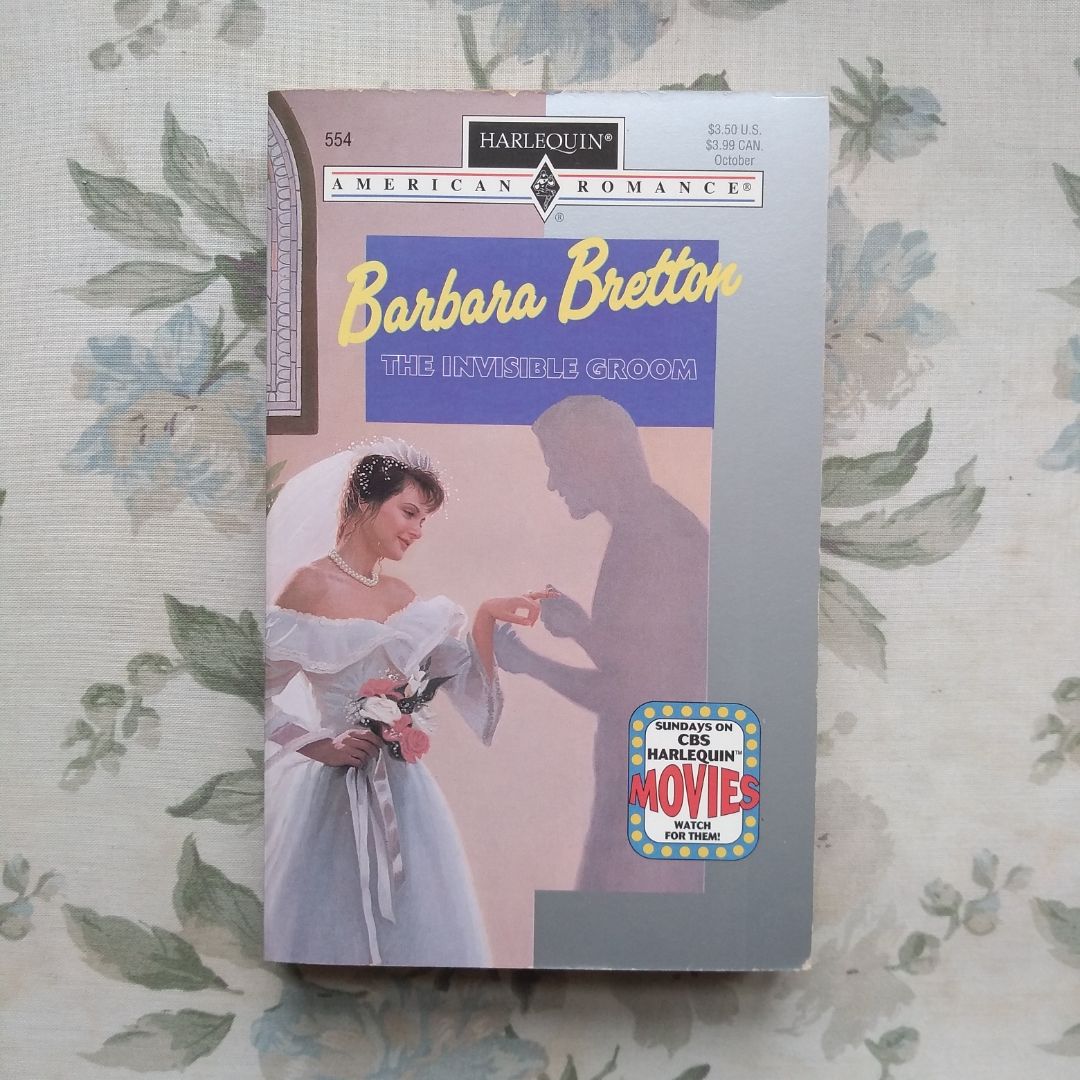 554
HARLEQUIN®
$3.50 U.S.
$3.99 CAN.
October
AMERICAN ROMANCE®
®
Barbara Bretton
THE INVISIBLE GROOM
SUNDAYS ON
CBS
HARLEQUIN™
MOVIES
WATCH
FOR THEM!